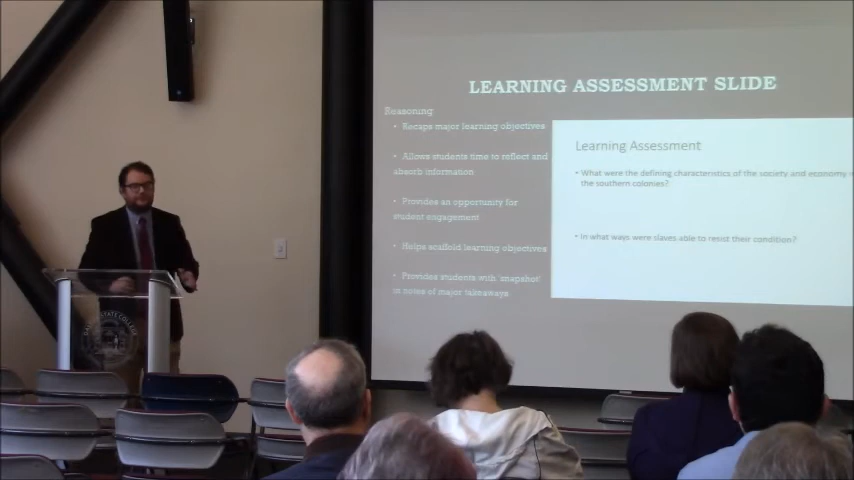 LEARNING ASSESSMENT SLIDE
Reasoning:
• Recaps major learning objectives
• Allows students time to reflect and
absorb information
• Provides an opportunity for
student engagement
• Helps scaffold learning objectives
• Provides students with 'snapshot'
in notes of major takeaways
Learning Assessment
• What were the defining characteristics of the society and economy
the southern colonies?
• In what ways were slaves able to resist their condition?
STATE COLLEGE